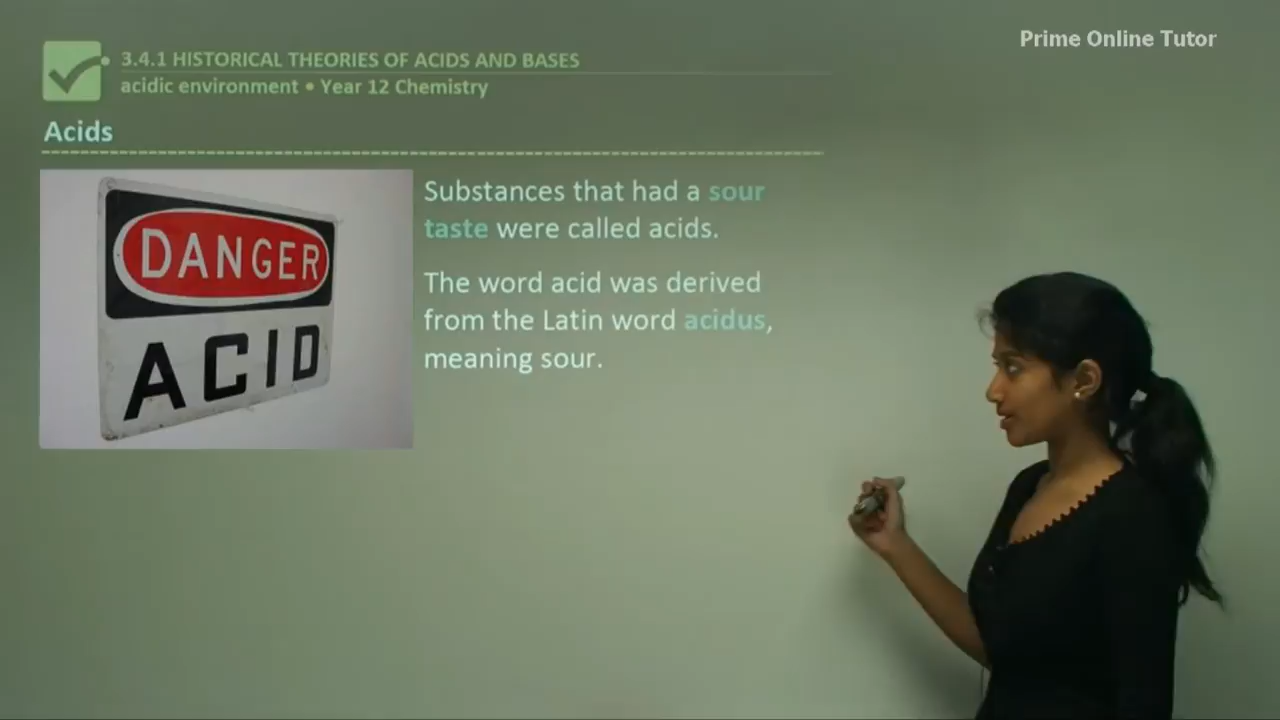 Prime Online Tutor
3.4.1 HISTORICAL THEORIES OF ACIDS AND BASES
acidic environment • Year 12 Chemistry
Acids
DANGER
ACID
Substances that had a sour
taste were called acids.
The word acid was derived
from the Latin word acidus,
meaning sour.